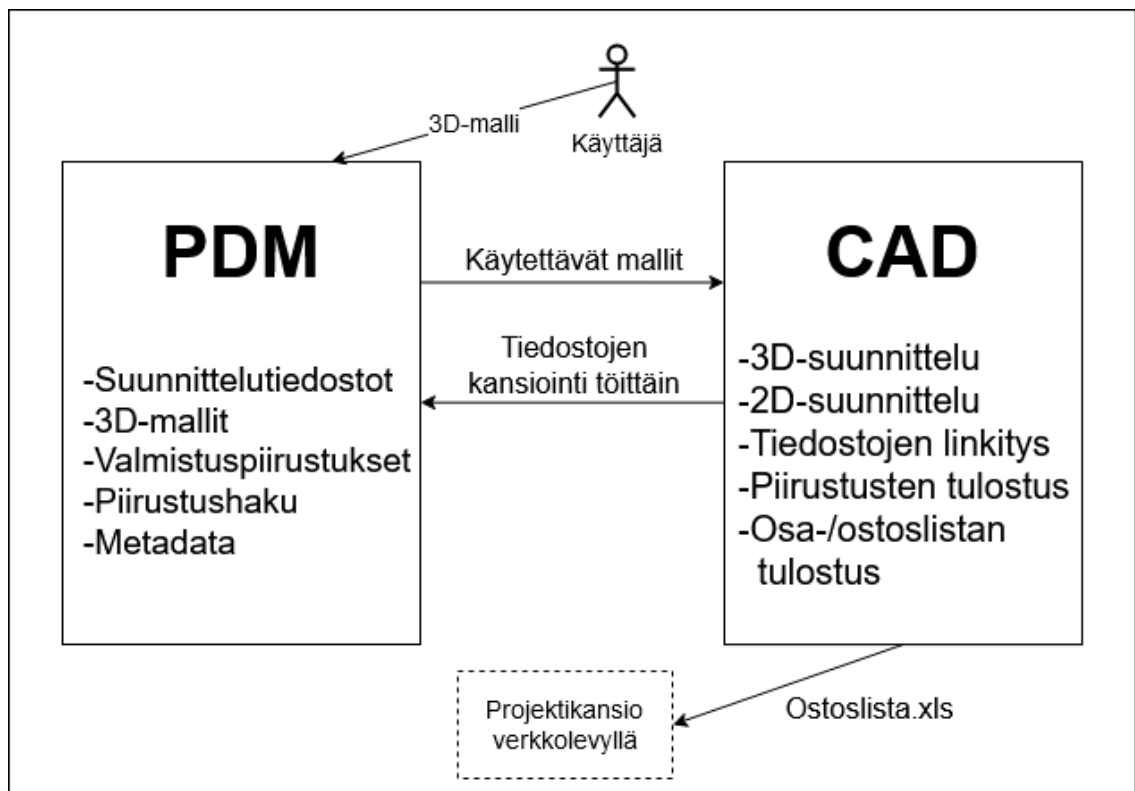 3D-malli
Käyttäjä
PDM
-Suunnittelutiedostot
-3D-mallit
-Valmistuspiirustukset
-Piirustushaku
-Metadata
Käytettävät mallit
Tiedostojen
kansiointi töittäin
CAD
-3D-suunnittelu
-2D-suunnittelu
-Tiedostojen linkitys
-Piirustusten tulostus
-Osa-/ostoslistan
tulostus
Projektikansio
verkkolevyllä
Ostoslista.xls